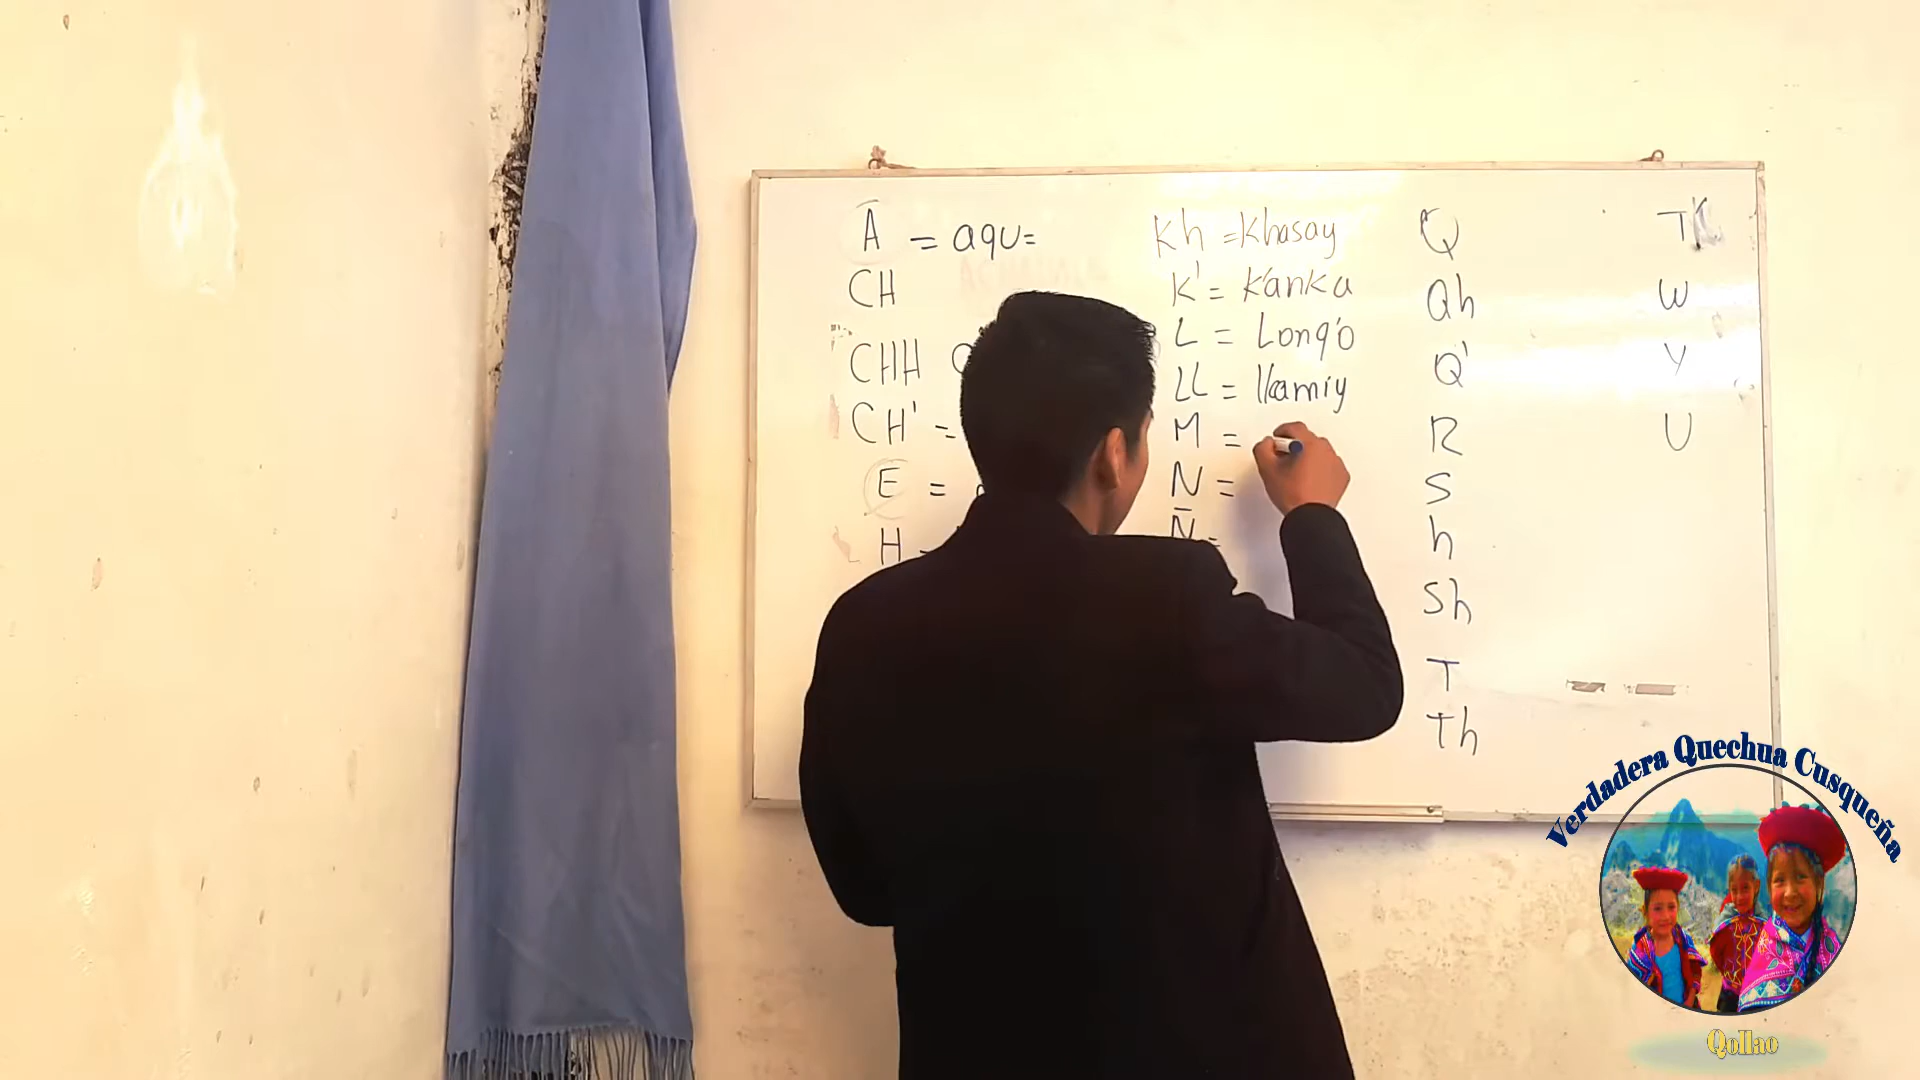 A = aqu=
CH
CHH
CH' =
E =
H =
Kh = Khasay
K' = K'anka
L = Lonq'o
LL = llamiy
M =
N =
Ñ =
Q
Qh
Q'
R
S
h
Sh
T
Th
T
W
Y
U
Verdadera Quechua Cusqueña
Qollao